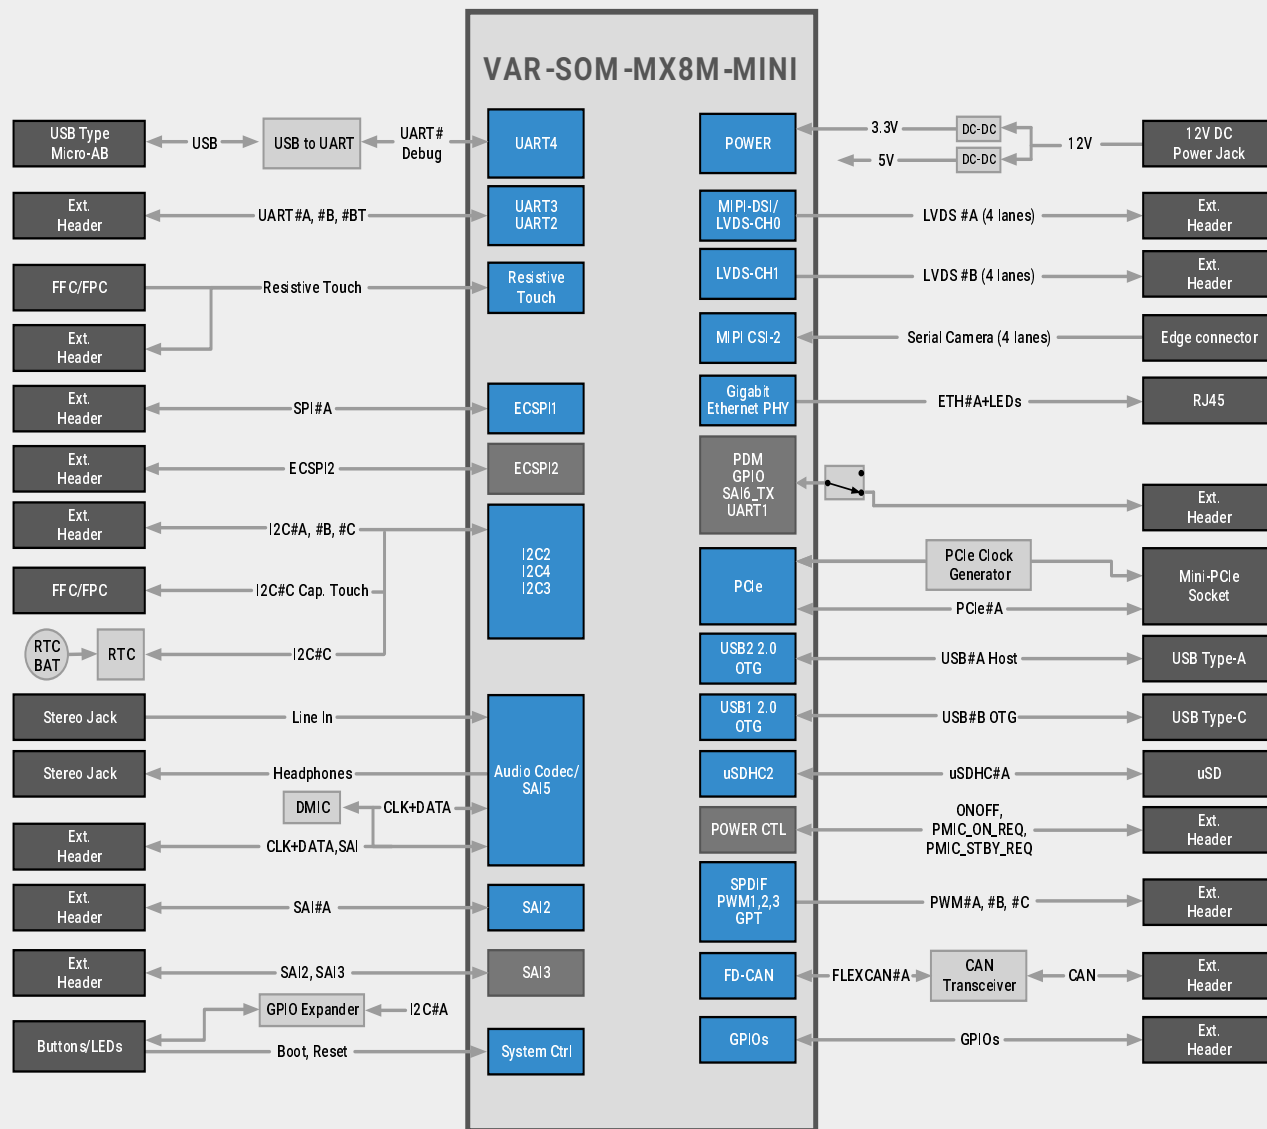 VAR-SOM-MX8M-MINI
USB Type
Micro-AB
USB
USB to UART
UART#
Debug
UART4
Ext.
Header
UART#A, #B, #BT
UART3
UART2
FFC/FPC
Resistive Touch
Resistive
Touch
Ext.
Header
Ext.
Header
SPI#A
ECSPI1
Ext.
Header
ECSPI2
ECSPI2
Ext.
Header
I2C#A, #B, #C
I2C2
I2C4
I2C3
FFC/FPC
I2C#C Cap. Touch
RTC
BAT
RTC
I2C#C
Stereo Jack
Line In
Audio Codec/
SAI5
Stereo Jack
Headphones
DMIC
CLK+DATA
Ext.
Header
CLK+DATA,SAI
Ext.
Header
SAI#A
SAI2
Ext.
Header
SAI2, SAI3
SAI3
GPIO Expander
I2C#A
Buttons/LEDs
Boot, Reset
System Ctrl
POWER
3.3V
DC-DC
5V
DC-DC
12V
12V DC
Power Jack
MIPI-DSI/
LVDS-CH0
LVDS #A (4 lanes)
Ext.
Header
LVDS-CH1
LVDS #B (4 lanes)
Ext.
Header
MIPI CSI-2
Serial Camera (4 lanes)
Edge connector
Gigabit
Ethernet PHY
ETH#A+LEDs
RJ45
PDM
GPIO
SAI6_TX
UART1
Ext.
Header
PCIe
PCIe Clock
Generator
PCIe#A
Mini-PCIe
Socket
USB2 2.0
OTG
USB#A Host
USB Type-A
USB1 2.0
OTG
USB#B OTG
USB Type-C
uSDHC2
uSDHC#A
uSD
POWER CTL
ONOFF,
PMIC_ON_REQ,
PMIC_STBY_REQ
Ext.
Header
SPDIF
PWM1,2,3
GPT
PWM#A, #B, #C
Ext.
Header
FD-CAN
FLEXCAN#A
CAN
Transceiver
CAN
Ext.
Header
GPIOs
GPIOs
Ext.
Header